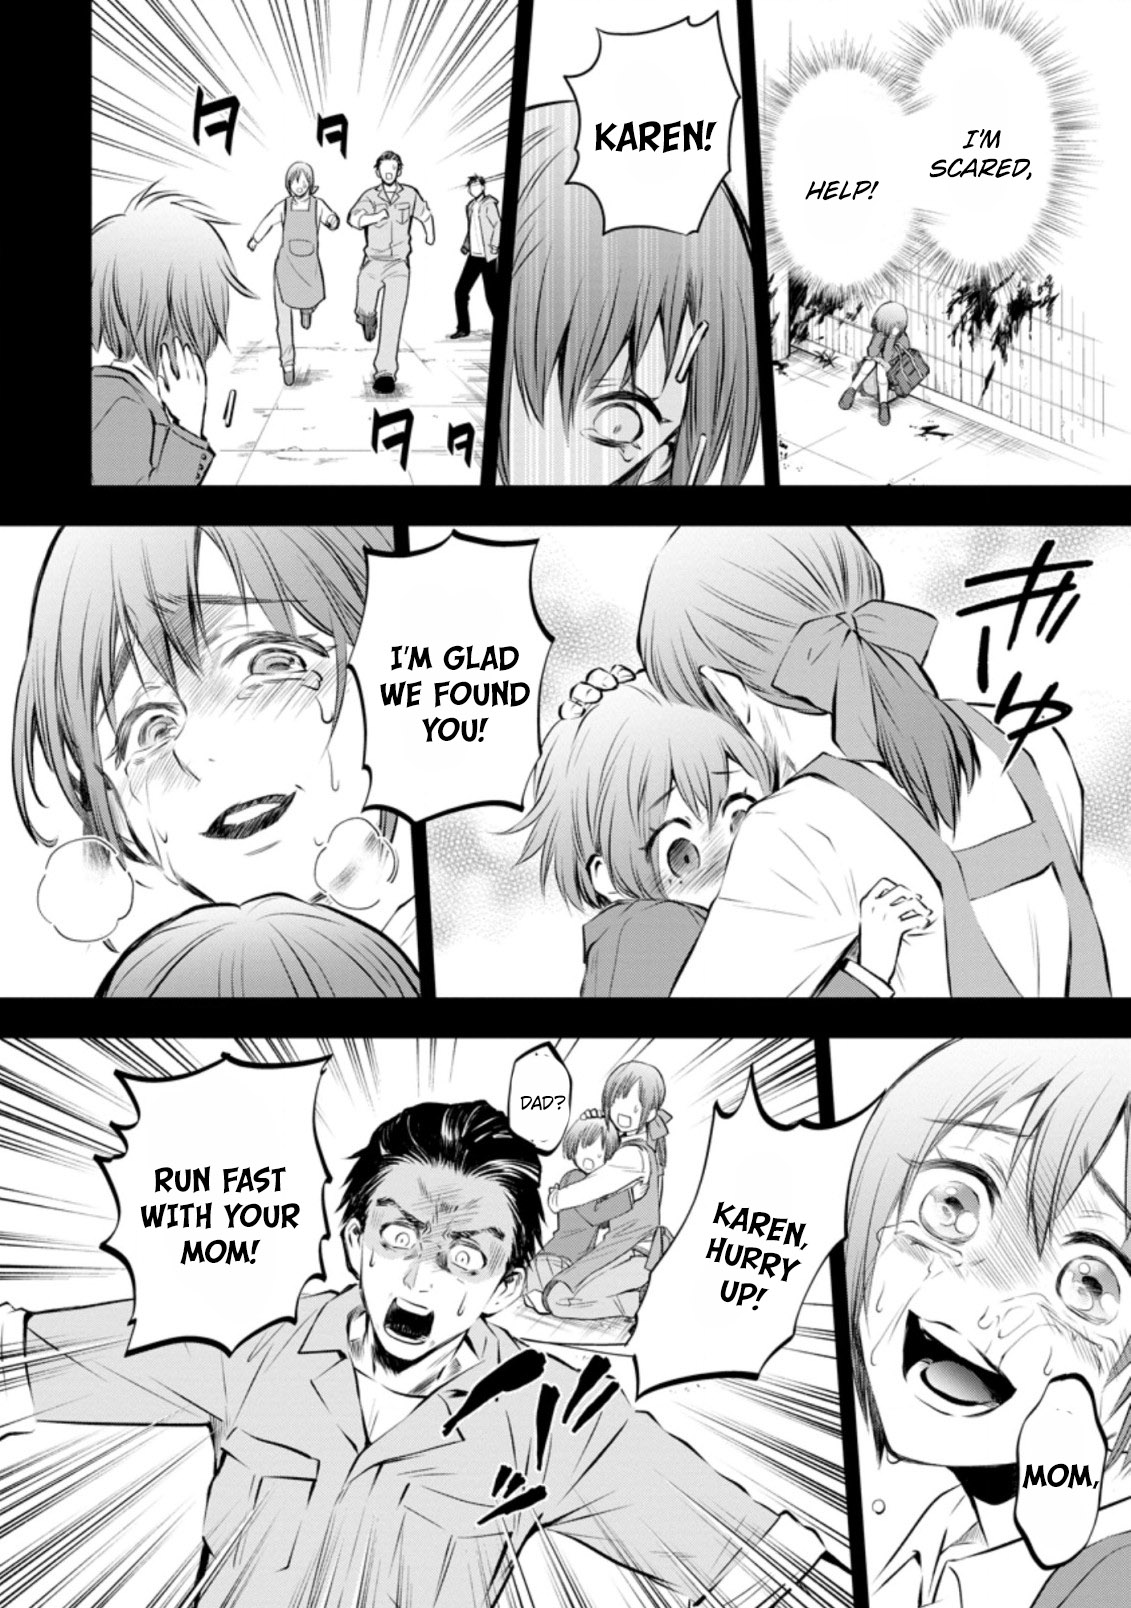 I'M
SCARED,
HELP!
KAREN!
タ
タ
タ
タ
ギュ
I'M GLAD
WE FOUND
YOU!
MOM,
KAREN,
HURRY
UP!
DAD?
RUN FAST
WITH YOUR
MOM!